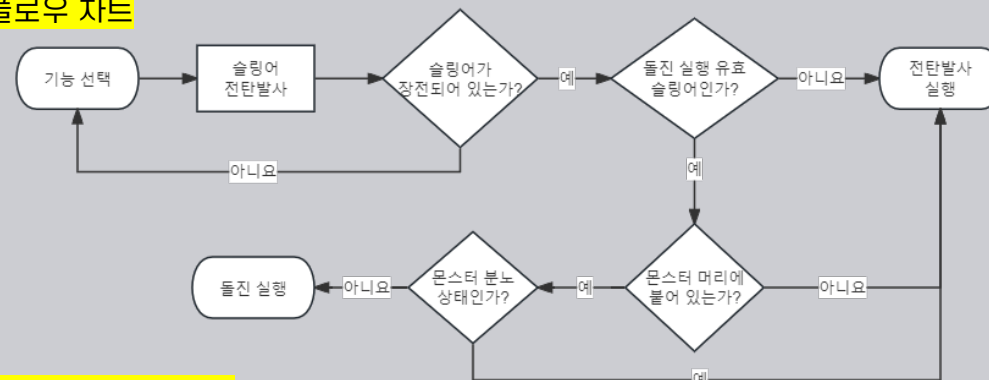 플로우 차트
기능 선택
슬링어
전탄발사
슬링어가
장전되어 있는가?
예
돌진 실행 유효
슬링어인가?
아니요
전탄발사
실행
아니요
예
돌진 실행
아니요
몬스터 분노
상태인가?
예
몬스터 머리에
붙어 있는가?
아니요
예